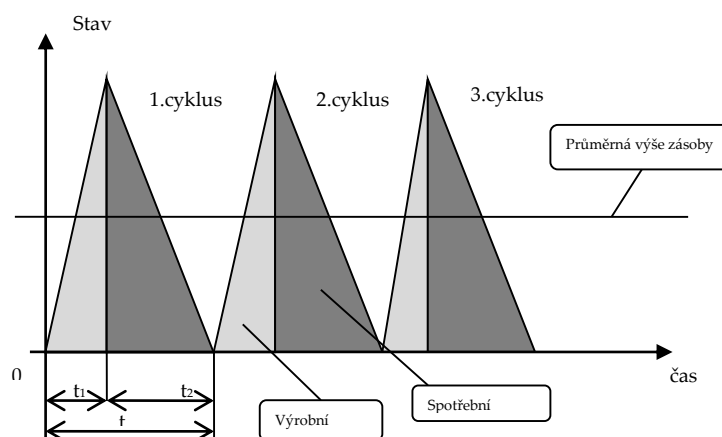 Stav
1.cyklus
2.cyklus
3.cyklus
Průměrná výše zásoby
0
čas
t1
t2
t
Výrobní
Spotřební